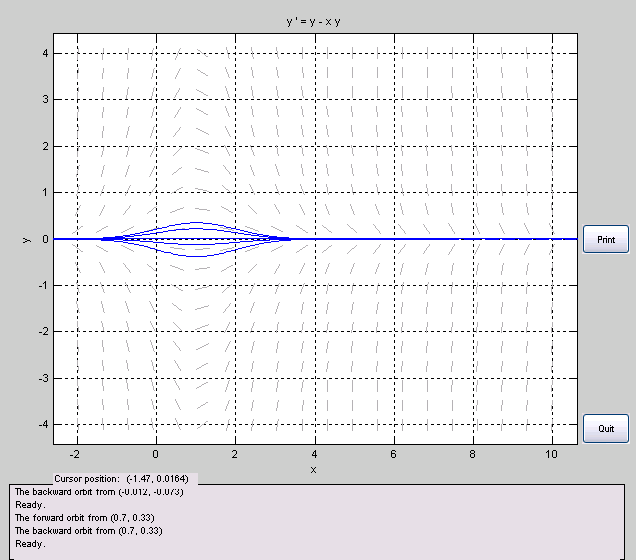 y ' = y - x y
4
3
2
1
0
-1
-2
-3
-4
y
-2
0
2
4
6
8
10
x
Print
Quit
Cursor position: (-1.47, 0.0164)
The backward orbit from (-0.012, -0.073)
Ready.
The forward orbit from (0.7, 0.33)
The backward orbit from (0.7, 0.33)
Ready.